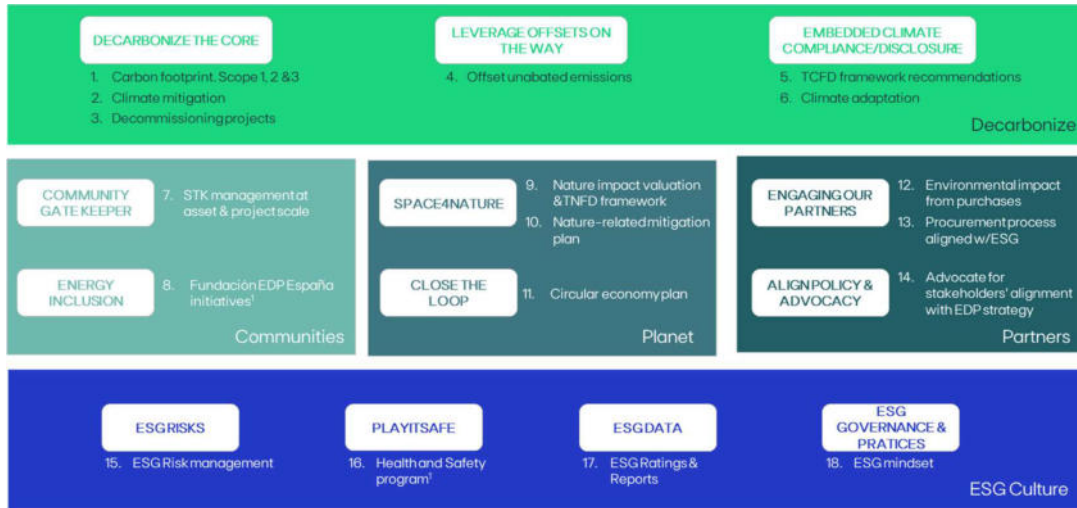 DECARBONIZE THE CORE
1. Carbon footprint. Scope 1, 2 & 3
2. Climate mitigation
3. Decommissioning projects
LEVERAGE OFFSETS ON
THE WAY
4. Offset unabated emissions
EMBEDDED CLIMATE
COMPLIANCE/DISCLOSURE
5. TCFD framework recommendations
6. Climate adaptation
Decarbonize
COMMUNITY
GATE KEEPER
7. STK management at
asset & project scale
ENERGY
INCLUSION
8. Fundación EDP España
initiatives¹
Communities
SPACE4NATURE
9. Nature impact valuation
& TNFD framework
10. Nature-related mitigation
plan
CLOSE THE
LOOP
11. Circular economy plan
Planet
ENGAGING OUR
PARTNERS
12. Environmental impact
from purchases
13. Procurement process
aligned w/ESG
ALIGN POLICY &
ADVOCACY
14. Advocate for
stakeholders' alignment
with EDP strategy
Partners
ESG RISKS
15. ESG Risk management
PLAY IT SAFE
16. Health and Safety
program¹
ESG DATA
17. ESG Ratings &
Reports
ESG
GOVERNANCE &
PRATICES
18. ESG mindset
ESG Culture